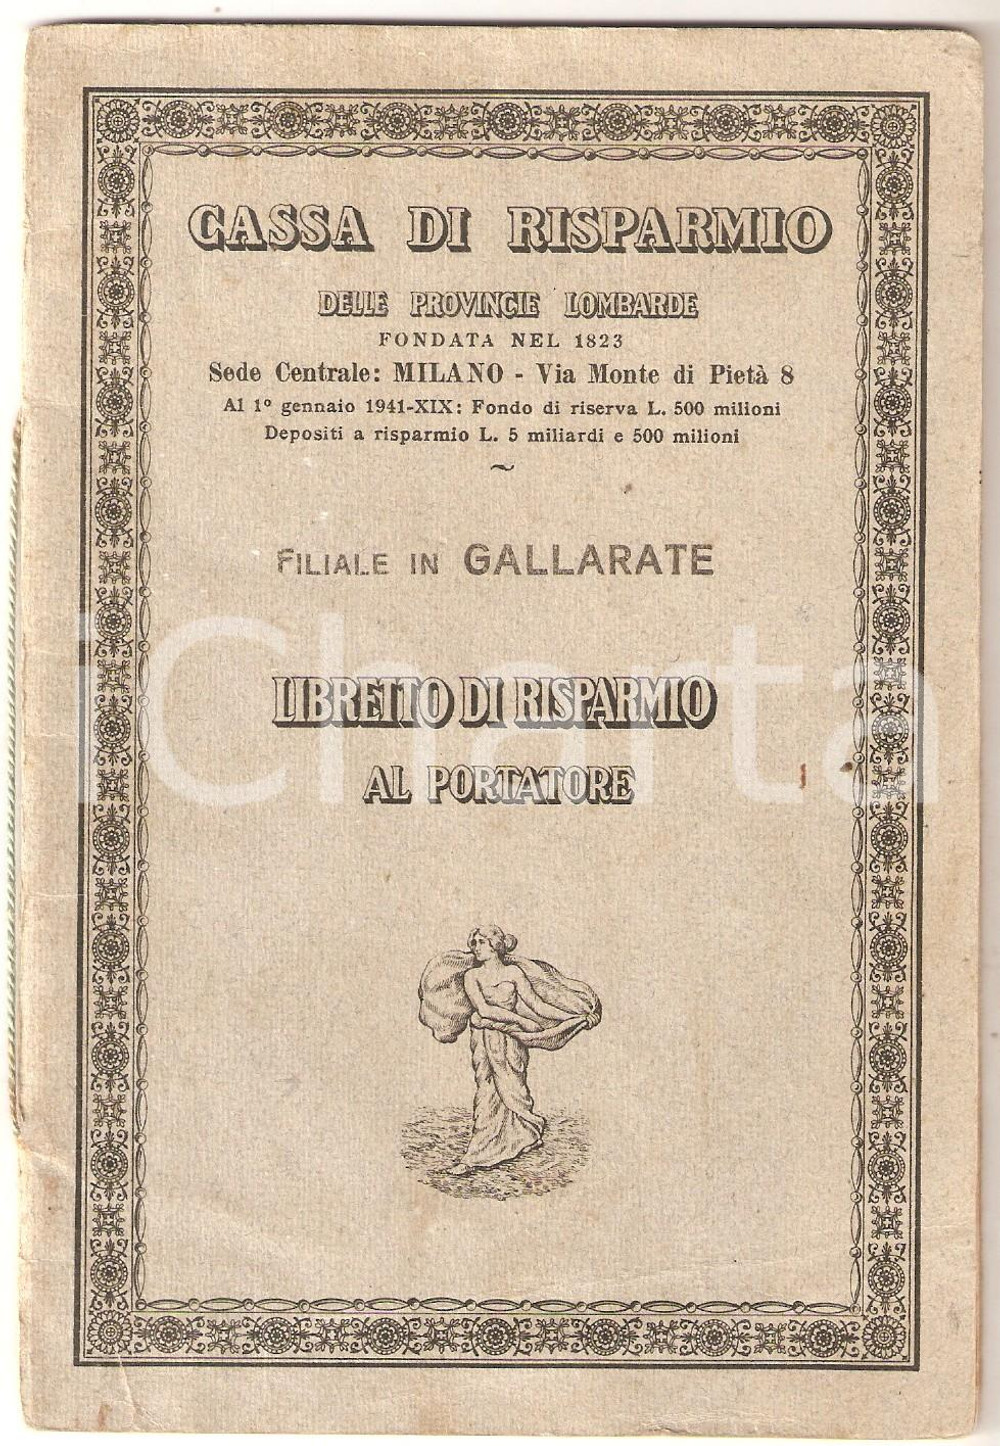 CASSA DI RISPARMIO
DELLE PROVINCIE LOMBARDE
FONDATA NEL 1823
Sede Centrale: MILANO - Via Monte di Pietà 8
Al 1° gennaio 1941-XIX: Fondo di riserva L. 500 milioni
Depositi a risparmio L. 5 miliardi e 500 milioni
FILIALE IN GALLARATE
iCharta
LIBRETTO DI RISPARMIO
AL PORTATORE